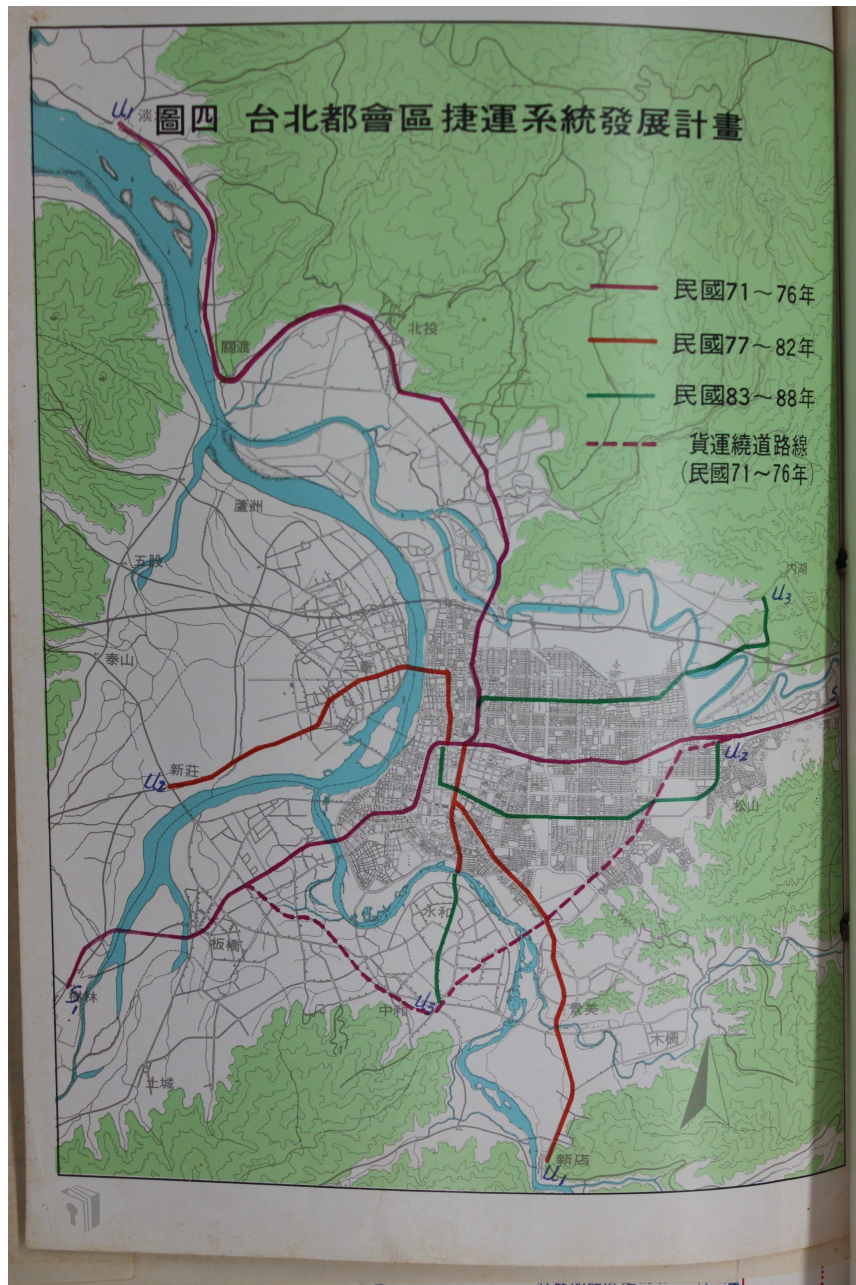 圖四 台北都會區捷運系統發展計畫
U1
淡
民國71～76年
民國77～82年
民國83～88年
貨運繞道路線
(民國71～76年)
北投
關渡
蘆洲
五股
內湖
U3
泰山
三重
S1
新莊
U2
U2
松山
永和
板橋
樹林
S1
中和
U3
景美
木柵
土城
新店
U1